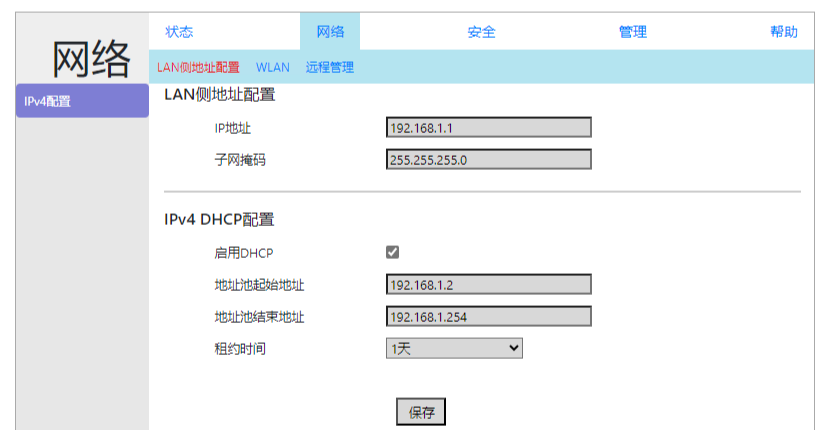 网络
状态 网络 安全 管理 帮助
LAN侧地址配置 WLAN 远程管理
IPv4配置
LAN侧地址配置
IP地址 192.168.1.1
子网掩码 255.255.255.0
IPv4 DHCP配置
启用DHCP
地址池起始地址 192.168.1.2
地址池结束地址 192.168.1.254
租约时间 1天
保存